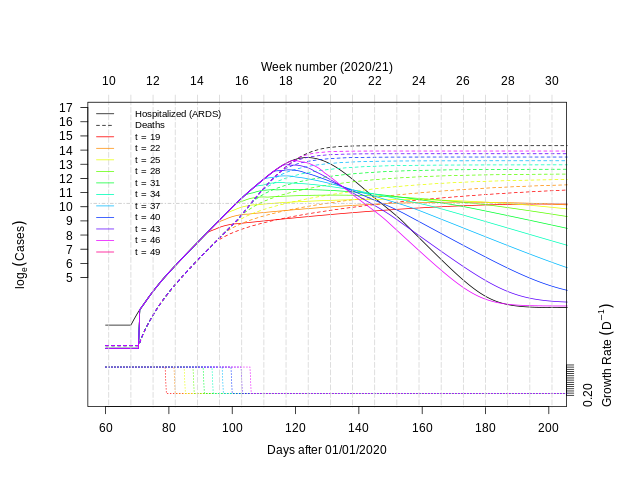 Week number (2020/21)
10 12 14 16 18 20 22 24 26 28 30
17
16
15
14
13
12
11
10
9
8
7
6
5
logₑ(Cases)
Hospitalized (ARDS)
Deaths
t = 19
t = 22
t = 25
t = 28
t = 31
t = 34
t = 37
t = 40
t = 43
t = 46
t = 49
0.20
Growth Rate (D⁻¹)
60 80 100 120 140 160 180 200
Days after 01/01/2020